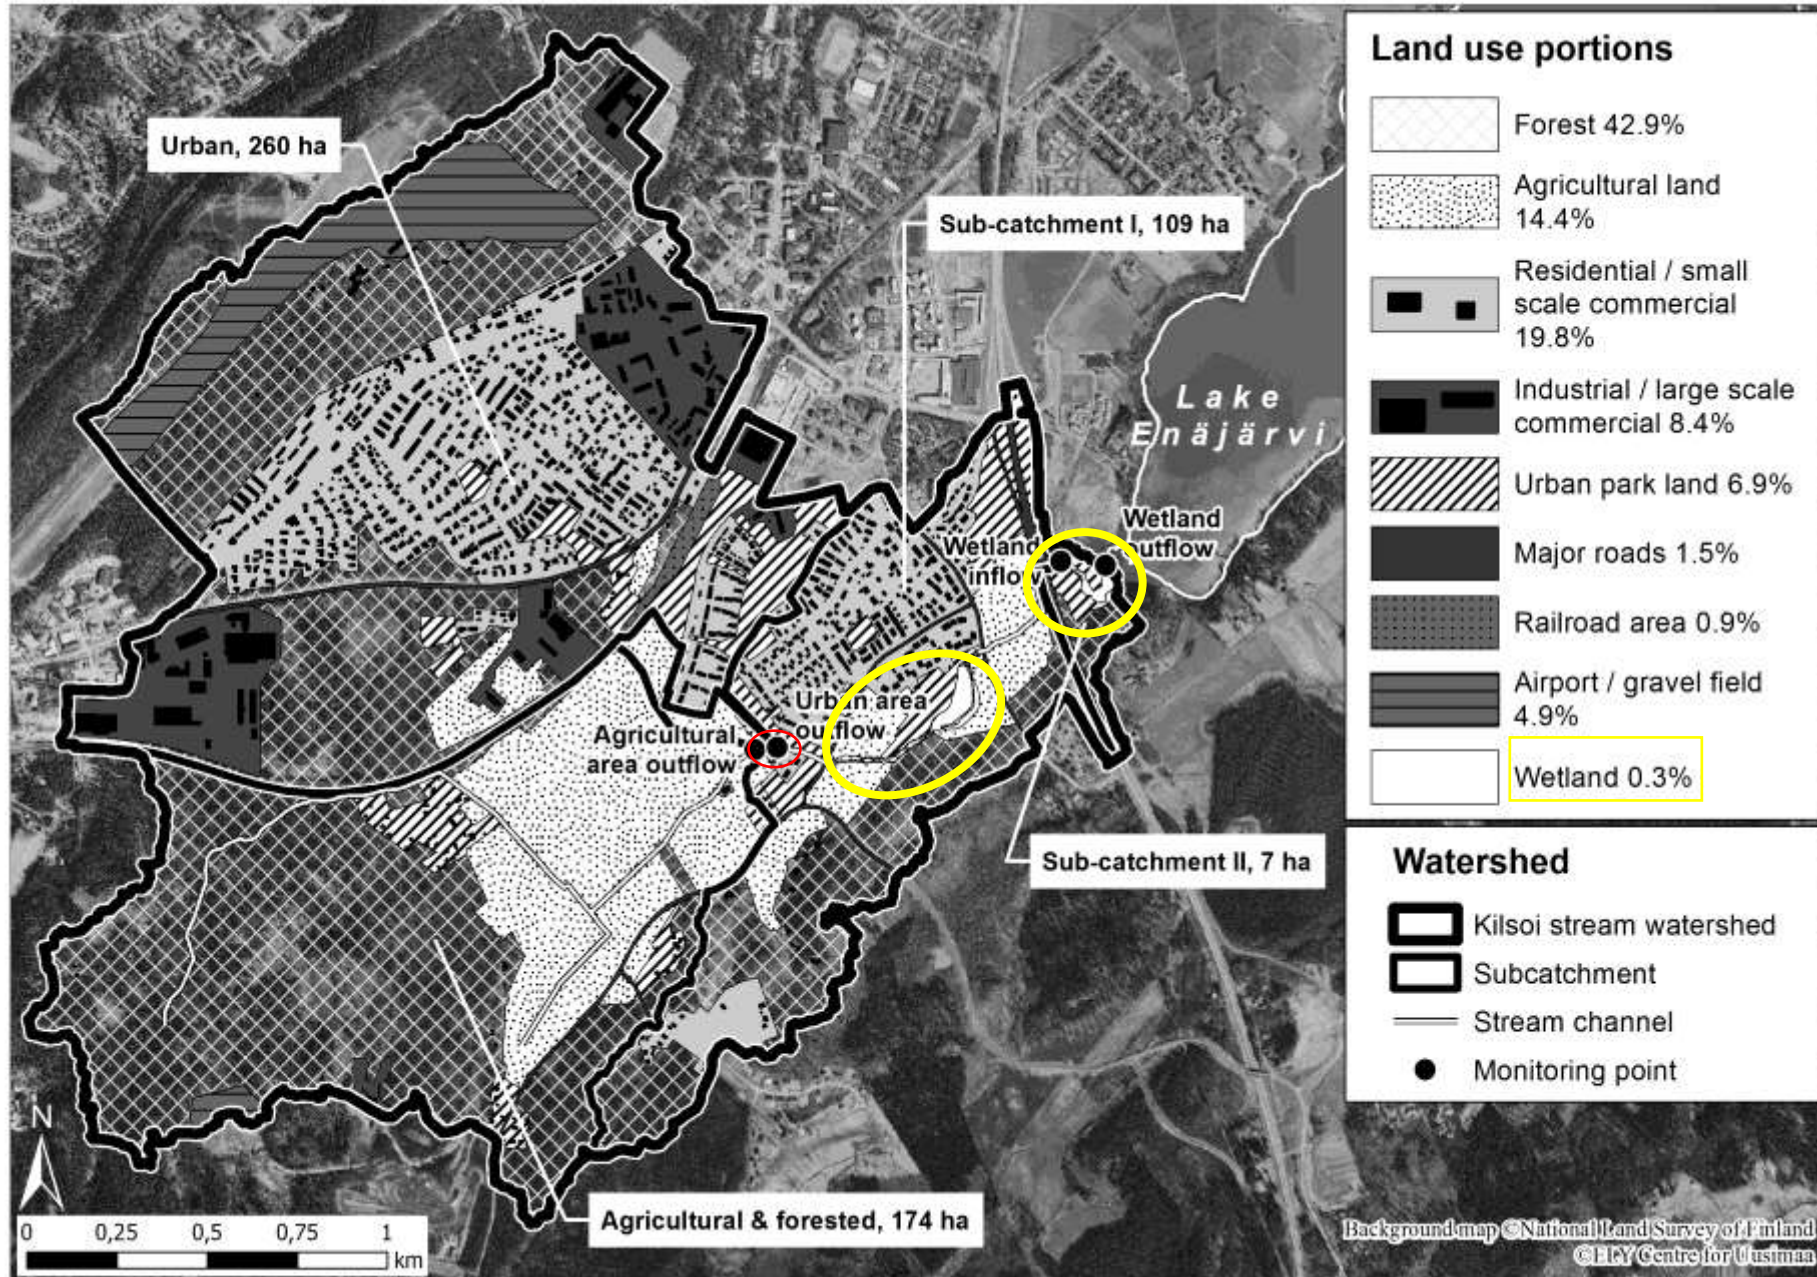 Urban, 260 ha
Sub-catchment I, 109 ha
Lake
Enäjärvi
Wetland
outflow
Wetland
inflow
Urban area
outflow
Agricultural
area outflow
Sub-catchment II, 7 ha
Agricultural & forested, 174 ha
N
0 0,25 0,5 0,75 1
km
Land use portions
Forest 42.9%
Agricultural land
14.4%
Residential / small
scale commercial
19.8%
Industrial / large scale
commercial 8.4%
Urban park land 6.9%
Major roads 1.5%
Railroad area 0.9%
Airport / gravel field
4.9%
Wetland 0.3%
Watershed
Kilsoi stream watershed
Subcatchment
Stream channel
Monitoring point
Background map ©National Land Survey of Finland
©ELY Centre for Uusimaa